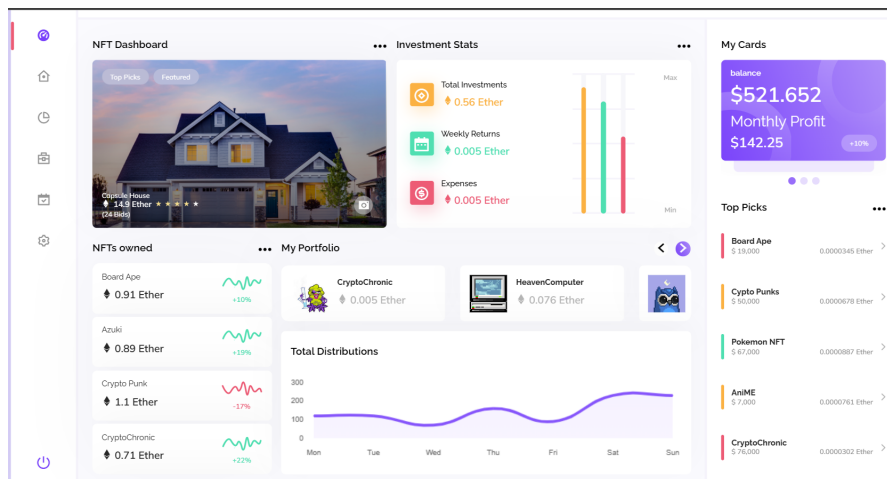 NFT Dashboard
Top Picks
Featured
Capsule House
14.9 Ether
(24 Bids)
Investment Stats
Total Investments
0.56 Ether
Weekly Returns
0.005 Ether
Expenses
0.005 Ether
Max
Min
My Cards
balance
$521.652
Monthly Profit
$142.25
+10%
NFTs owned
Board Ape
0.91 Ether
+10%
Azuki
0.89 Ether
+19%
Crypto Punk
1.1 Ether
-17%
CryptoChronic
0.71 Ether
+22%
My Portfolio
CryptoChronic
0.005 Ether
HeavenComputer
0.076 Ether
Total Distributions
300
200
100
0
Mon Tue Wed Thu Fri Sat Sun
Top Picks
Board Ape
$ 19,000 0.0000345 Ether
Cypto Punks
$ 50,000 0.0000678 Ether
Pokemon NFT
$ 67,000 0.0000887 Ether
AniME
$ 7,000 0.0000761 Ether
CryptoChronic
$ 76,000 0.0000302 Ether